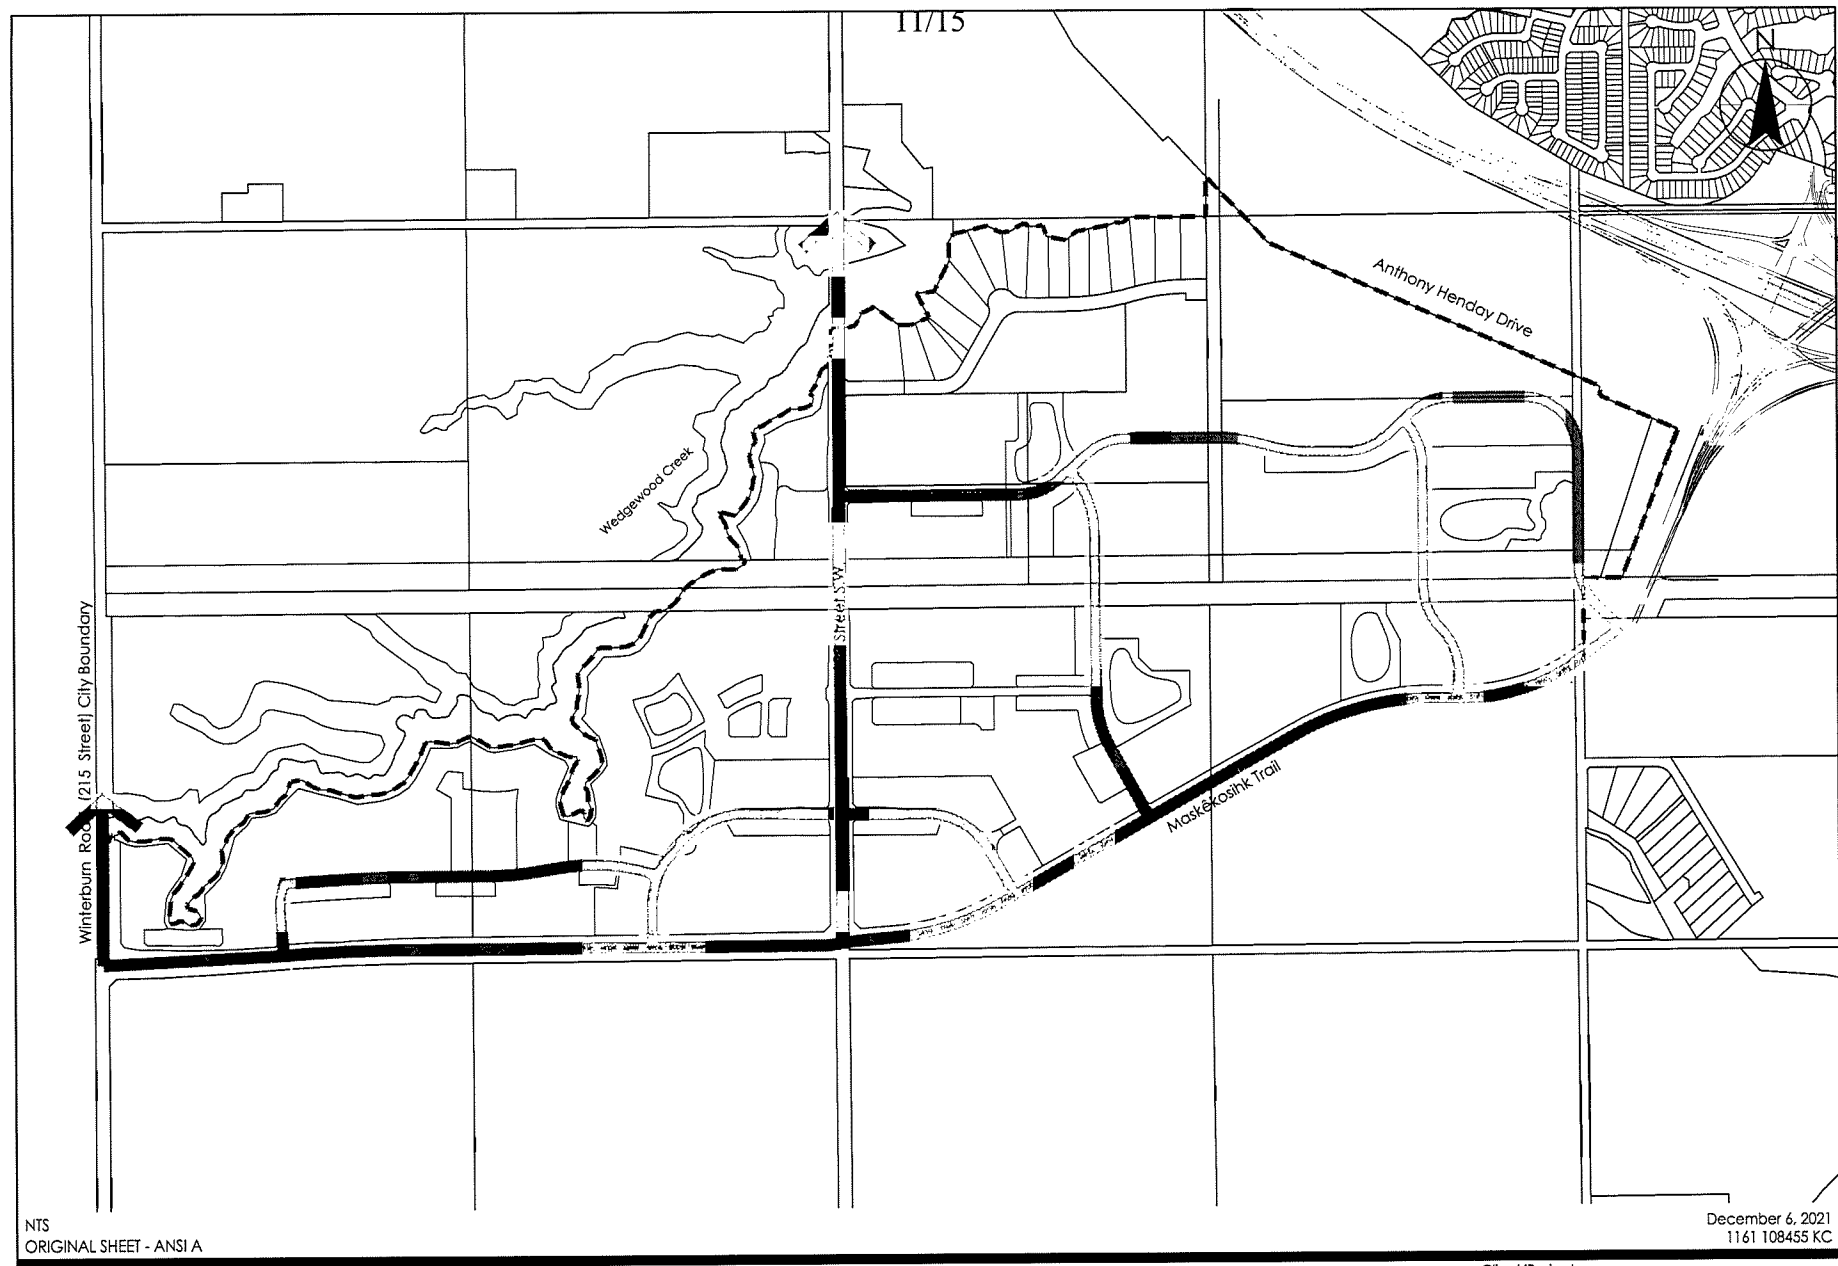 11/15
N
Anthony Henday Drive
Wedgewood Creek
Street S.W.
Winterburn Road (215 Street) City Boundary
Maskêkosihk Trail
NTS
ORIGINAL SHEET - ANSI A
December 6, 2021
1161 108455 KC